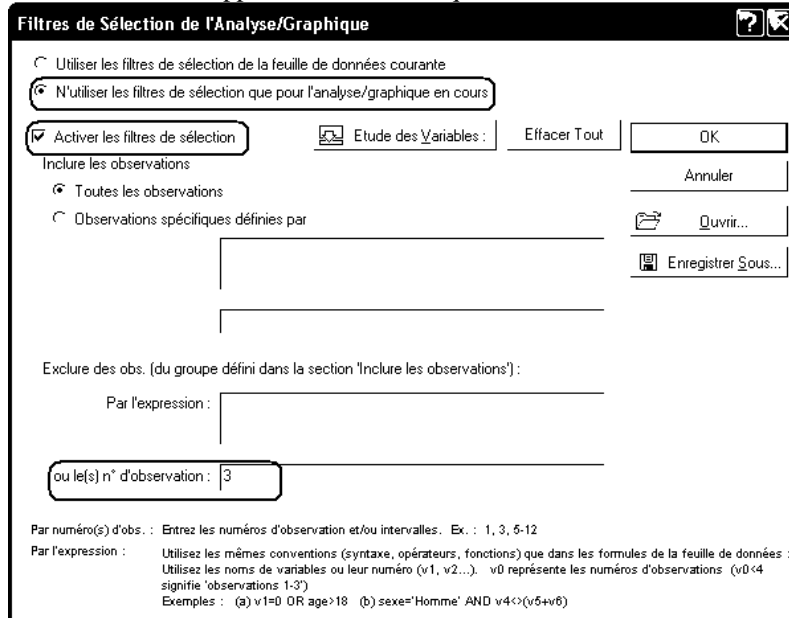 Filtres de Sélection de l'Analyse/Graphique
Utiliser les filtres de sélection de la feuille de données courante
N'utiliser les filtres de sélection que pour l'analyse/graphique en cours
Activer les filtres de sélection
Etude des Variables :
Effacer Tout
OK
Inclure les observations
Annuler
Toutes les observations
Observations spécifiques définies par
Ouvrir...
Enregistrer Sous...
Exclure des obs. (du groupe défini dans la section 'Inclure les observations') :
Par l'expression :
ou le(s) n° d'observation : 3
Par numéro(s) d'obs. : Entrez les numéros d'observation et/ou intervalles. Ex. : 1, 3, 5-12
Par l'expression : Utilisez les mêmes conventions (syntaxe, opérateurs, fonctions) que dans les formules de la feuille de données :
Utilisez les noms de variables ou leur numéro (v1, v2...). v0 représente les numéros d'observations (v0<4
signifie 'observations 1-3')
Exemples : (a) v1=0 OR age>18 (b) sexe='Homme' AND v4<>(v5+v6)